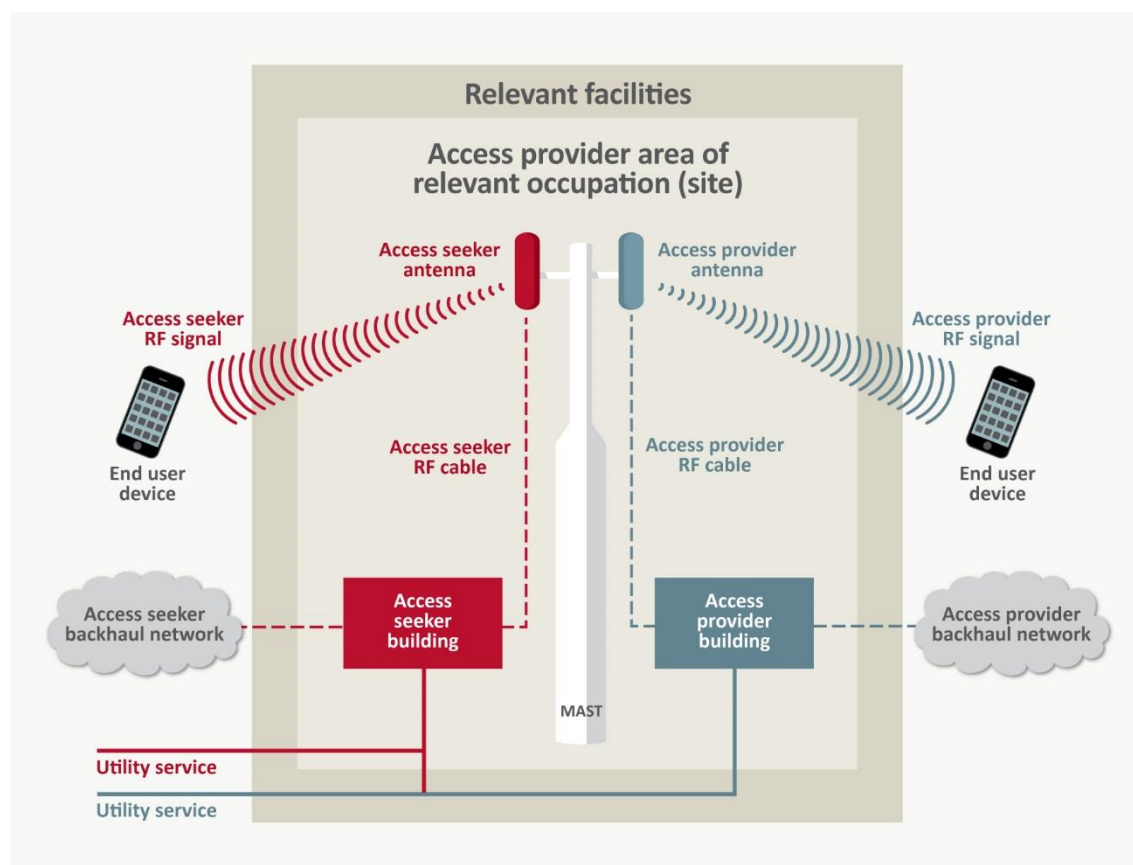 Relevant facilities
Access provider area of
relevant occupation (site)
Access seeker
antenna
Access provider
antenna
Access seeker
RF signal
Access provider
RF signal
Access seeker
RF cable
Access provider
RF cable
End user
device
End user
device
Access seeker
backhaul network
Access
seeker
building
Access
provider
building
Access provider
backhaul network
MAST
Utility service
Utility service